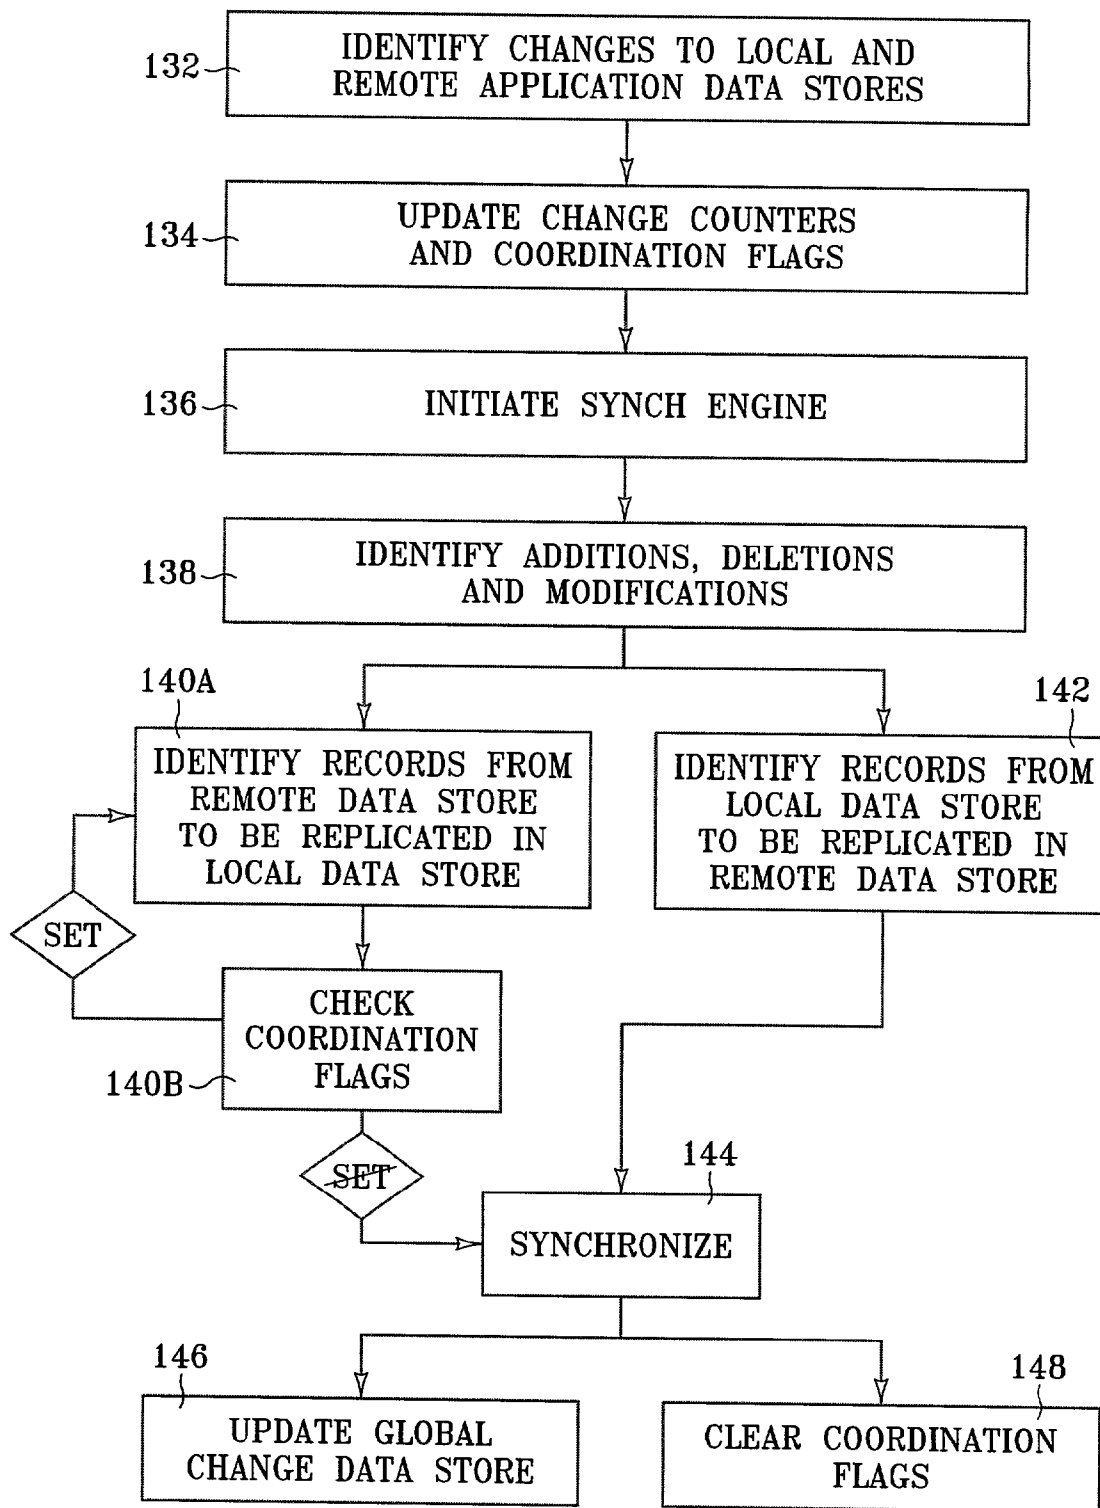 132
IDENTIFY CHANGES TO LOCAL AND
REMOTE APPLICATION DATA STORES
134
UPDATE CHANGE COUNTERS
AND COORDINATION FLAGS
136
INITIATE SYNCH ENGINE
138
IDENTIFY ADDITIONS, DELETIONS
AND MODIFICATIONS
140A
142
IDENTIFY RECORDS FROM
REMOTE DATA STORE
TO BE REPLICATED IN
LOCAL DATA STORE
IDENTIFY RECORDS FROM
LOCAL DATA STORE
TO BE REPLICATED IN
REMOTE DATA STORE
SET
CHECK
COORDINATION
FLAGS
140B
SET
144
SYNCHRONIZE
146
UPDATE GLOBAL
CHANGE DATA STORE
148
CLEAR COORDINATION
FLAGS